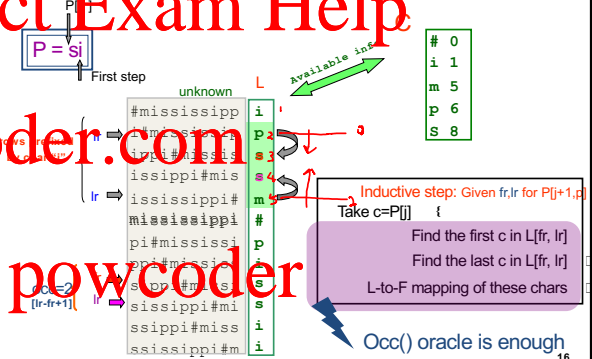 P[ ]
ct Exam Help
C
P = si
First step
Available inf
# 0
i 1
m 5
p 6
S 8
unknown
L
#mississipp i
i#mississip p
ippi#missis s
issippi#mis s
ississippi# m
mississippi #
pi#mississi p
ppi#mississ i
sippi#missis s
sissippi#mi s
ssippi#miss i
ssissippi#m i
fr
lr
der.com
powcoder
occ=2
[lr-fr+1]
lr
Inductive step: Given fr,lr for P[j+1,p]
Take c=P[j]
Find the first c in L[fr, lr]
Find the last c in L[fr, lr]
L-to-F mapping of these chars
Occ() oracle is enough
16